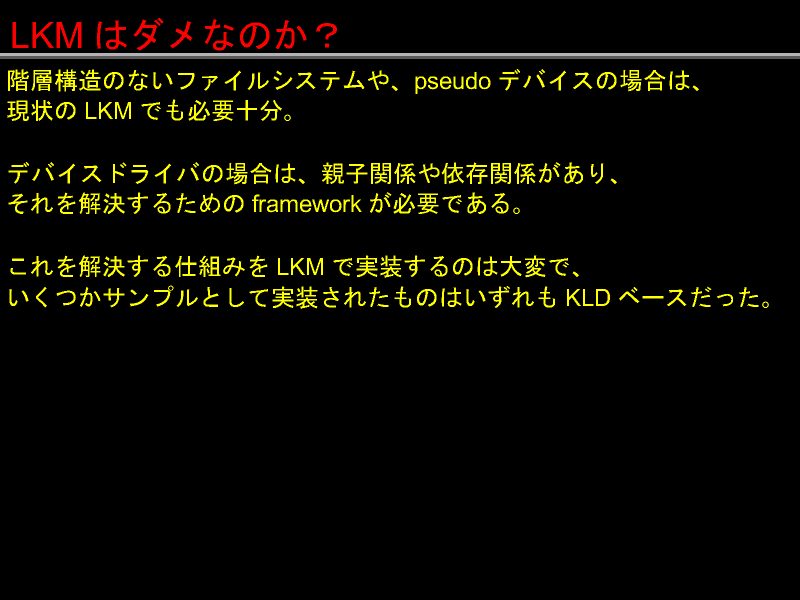 LKM はダメなのか？
階層構造のないファイルシステムや、pseudo デバイスの場合は、
現状の LKM でも必要十分。
デバイスドライバの場合は、親子関係や依存関係があり、
それを解決するための framework が必要である。
これを解決する仕組みを LKM で実装するのは大変で、
いくつかサンプルとして実装されたものはいずれも KLD ベースだった。